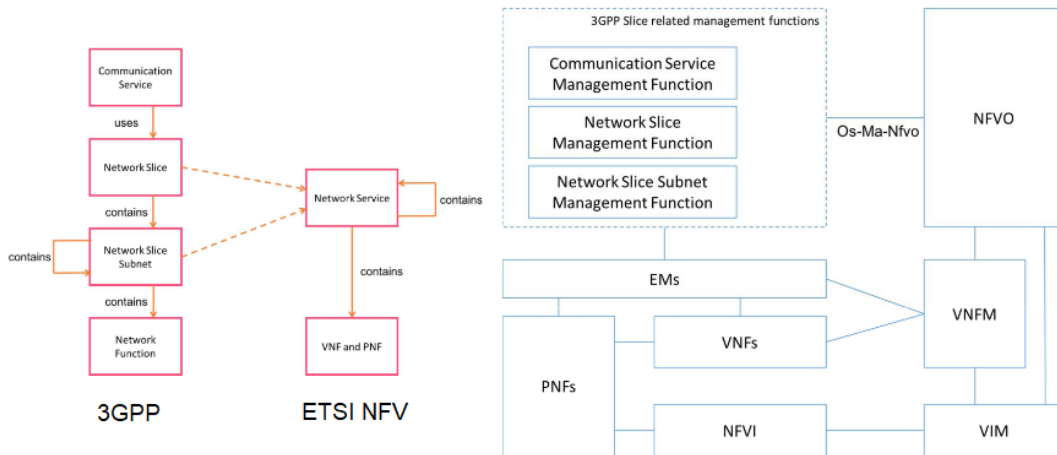 Communication
Service
uses
Network Slice
contains
contains
Network Slice
Subnet
contains
Network
Function
3GPP
Network Service
contains
contains
VNF and PNF
ETSI NFV
3GPP Slice related management functions
Communication Service
Management Function
Network Slice
Management Function
Network Slice Subnet
Management Function
Os-Ma-Nfvo
NFVO
EMs
VNFs
VNFM
PNFs
NFVI
VIM